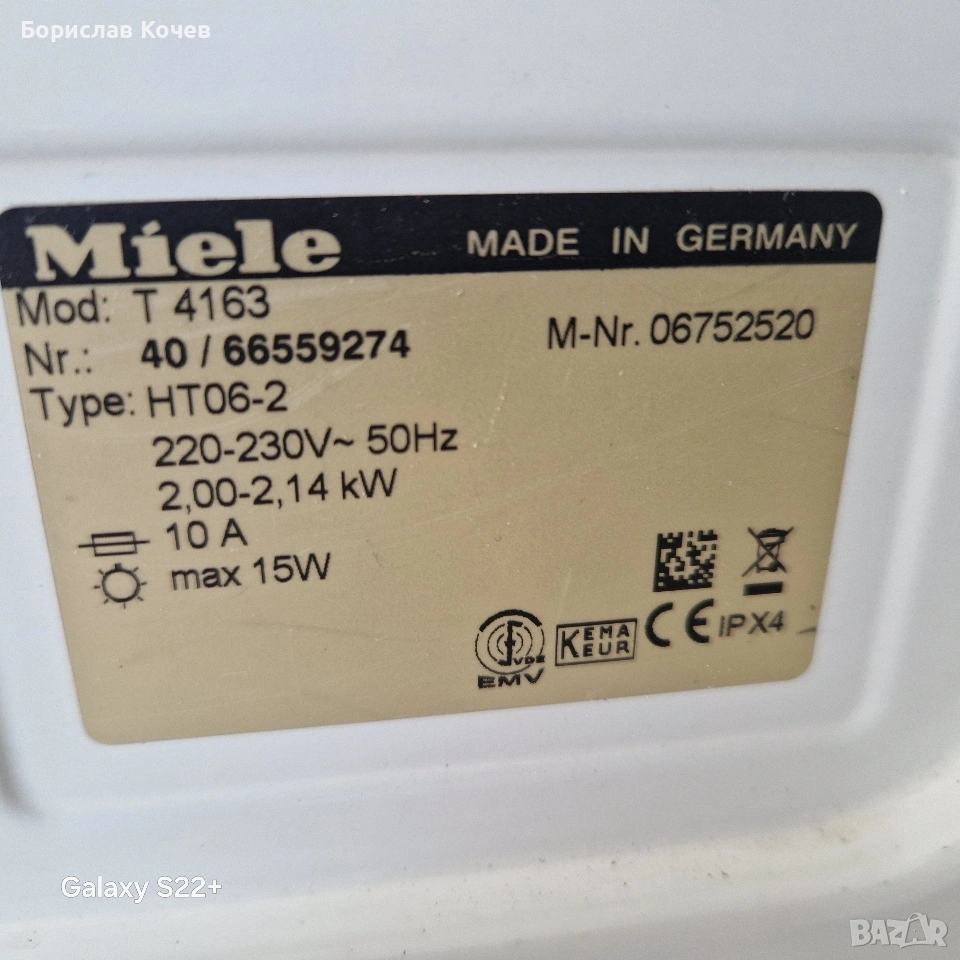 Борислав Кочев
Miele MADE IN GERMANY
Mod: T 4163
Nr.: 40 / 66559274 M-Nr. 06752520
Type: HT06-2
220-230V~ 50Hz
2,00-2,14 kW
10 A
max 15W
VDE
EMV
KEMA
KEUR
CE IPX4
Galaxy S22+
BAZAR